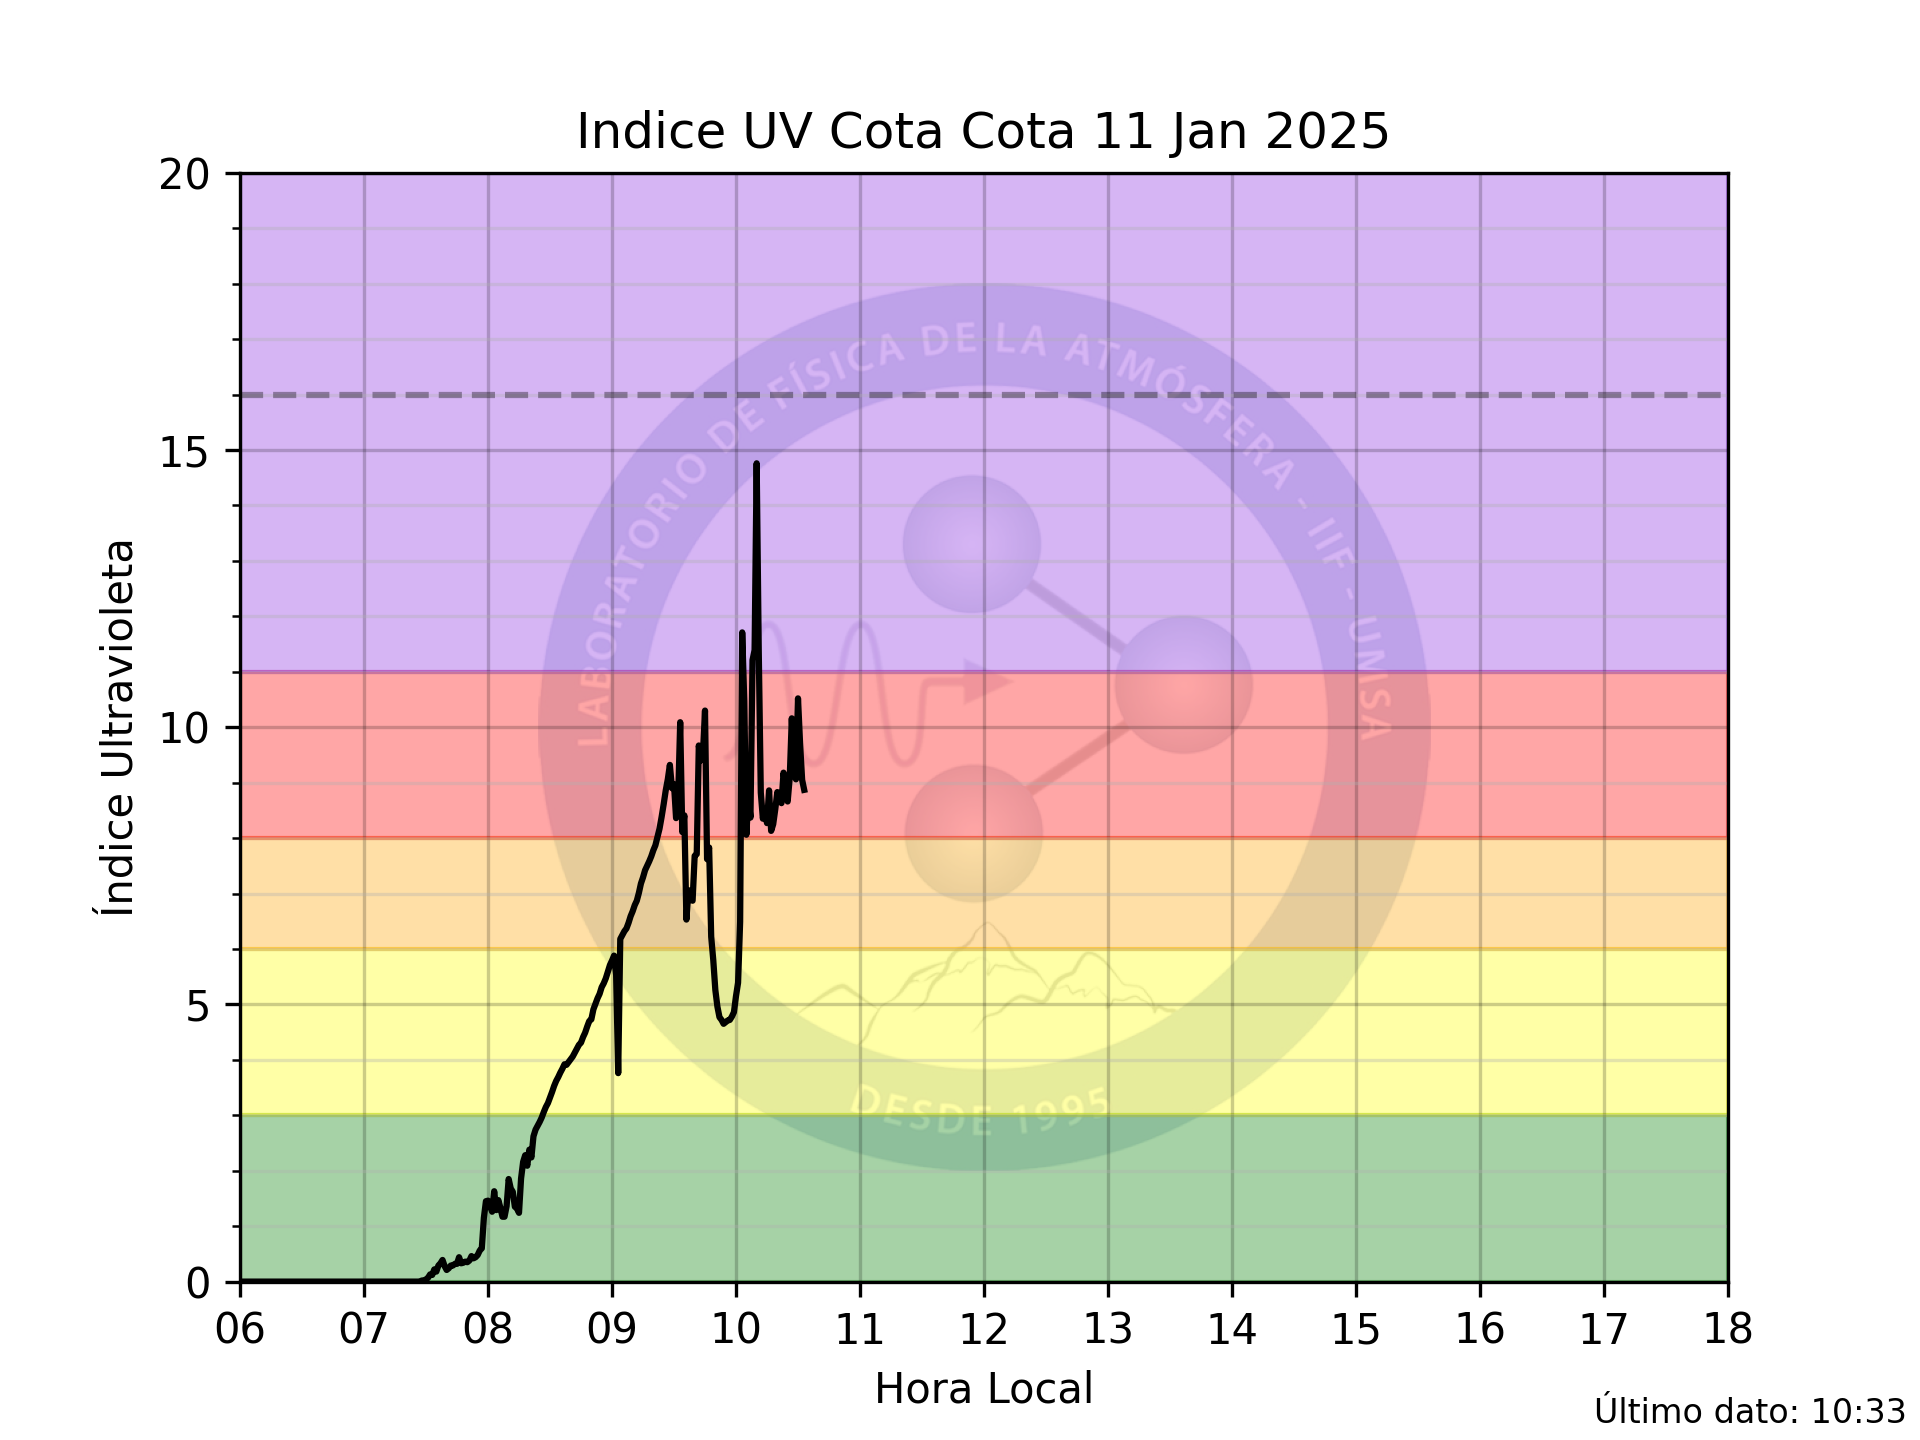 Indice UV Cota Cota 11 Jan 2025
20
15
10
5
0
Índice Ultravioleta
LABORATORIO DE FÍSICA DE LA ATMÓSFERA - IIF - UMSA
DESDE 1995
06 07 08 09 10 11 12 13 14 15 16 17 18
Hora Local
Último dato: 10:33